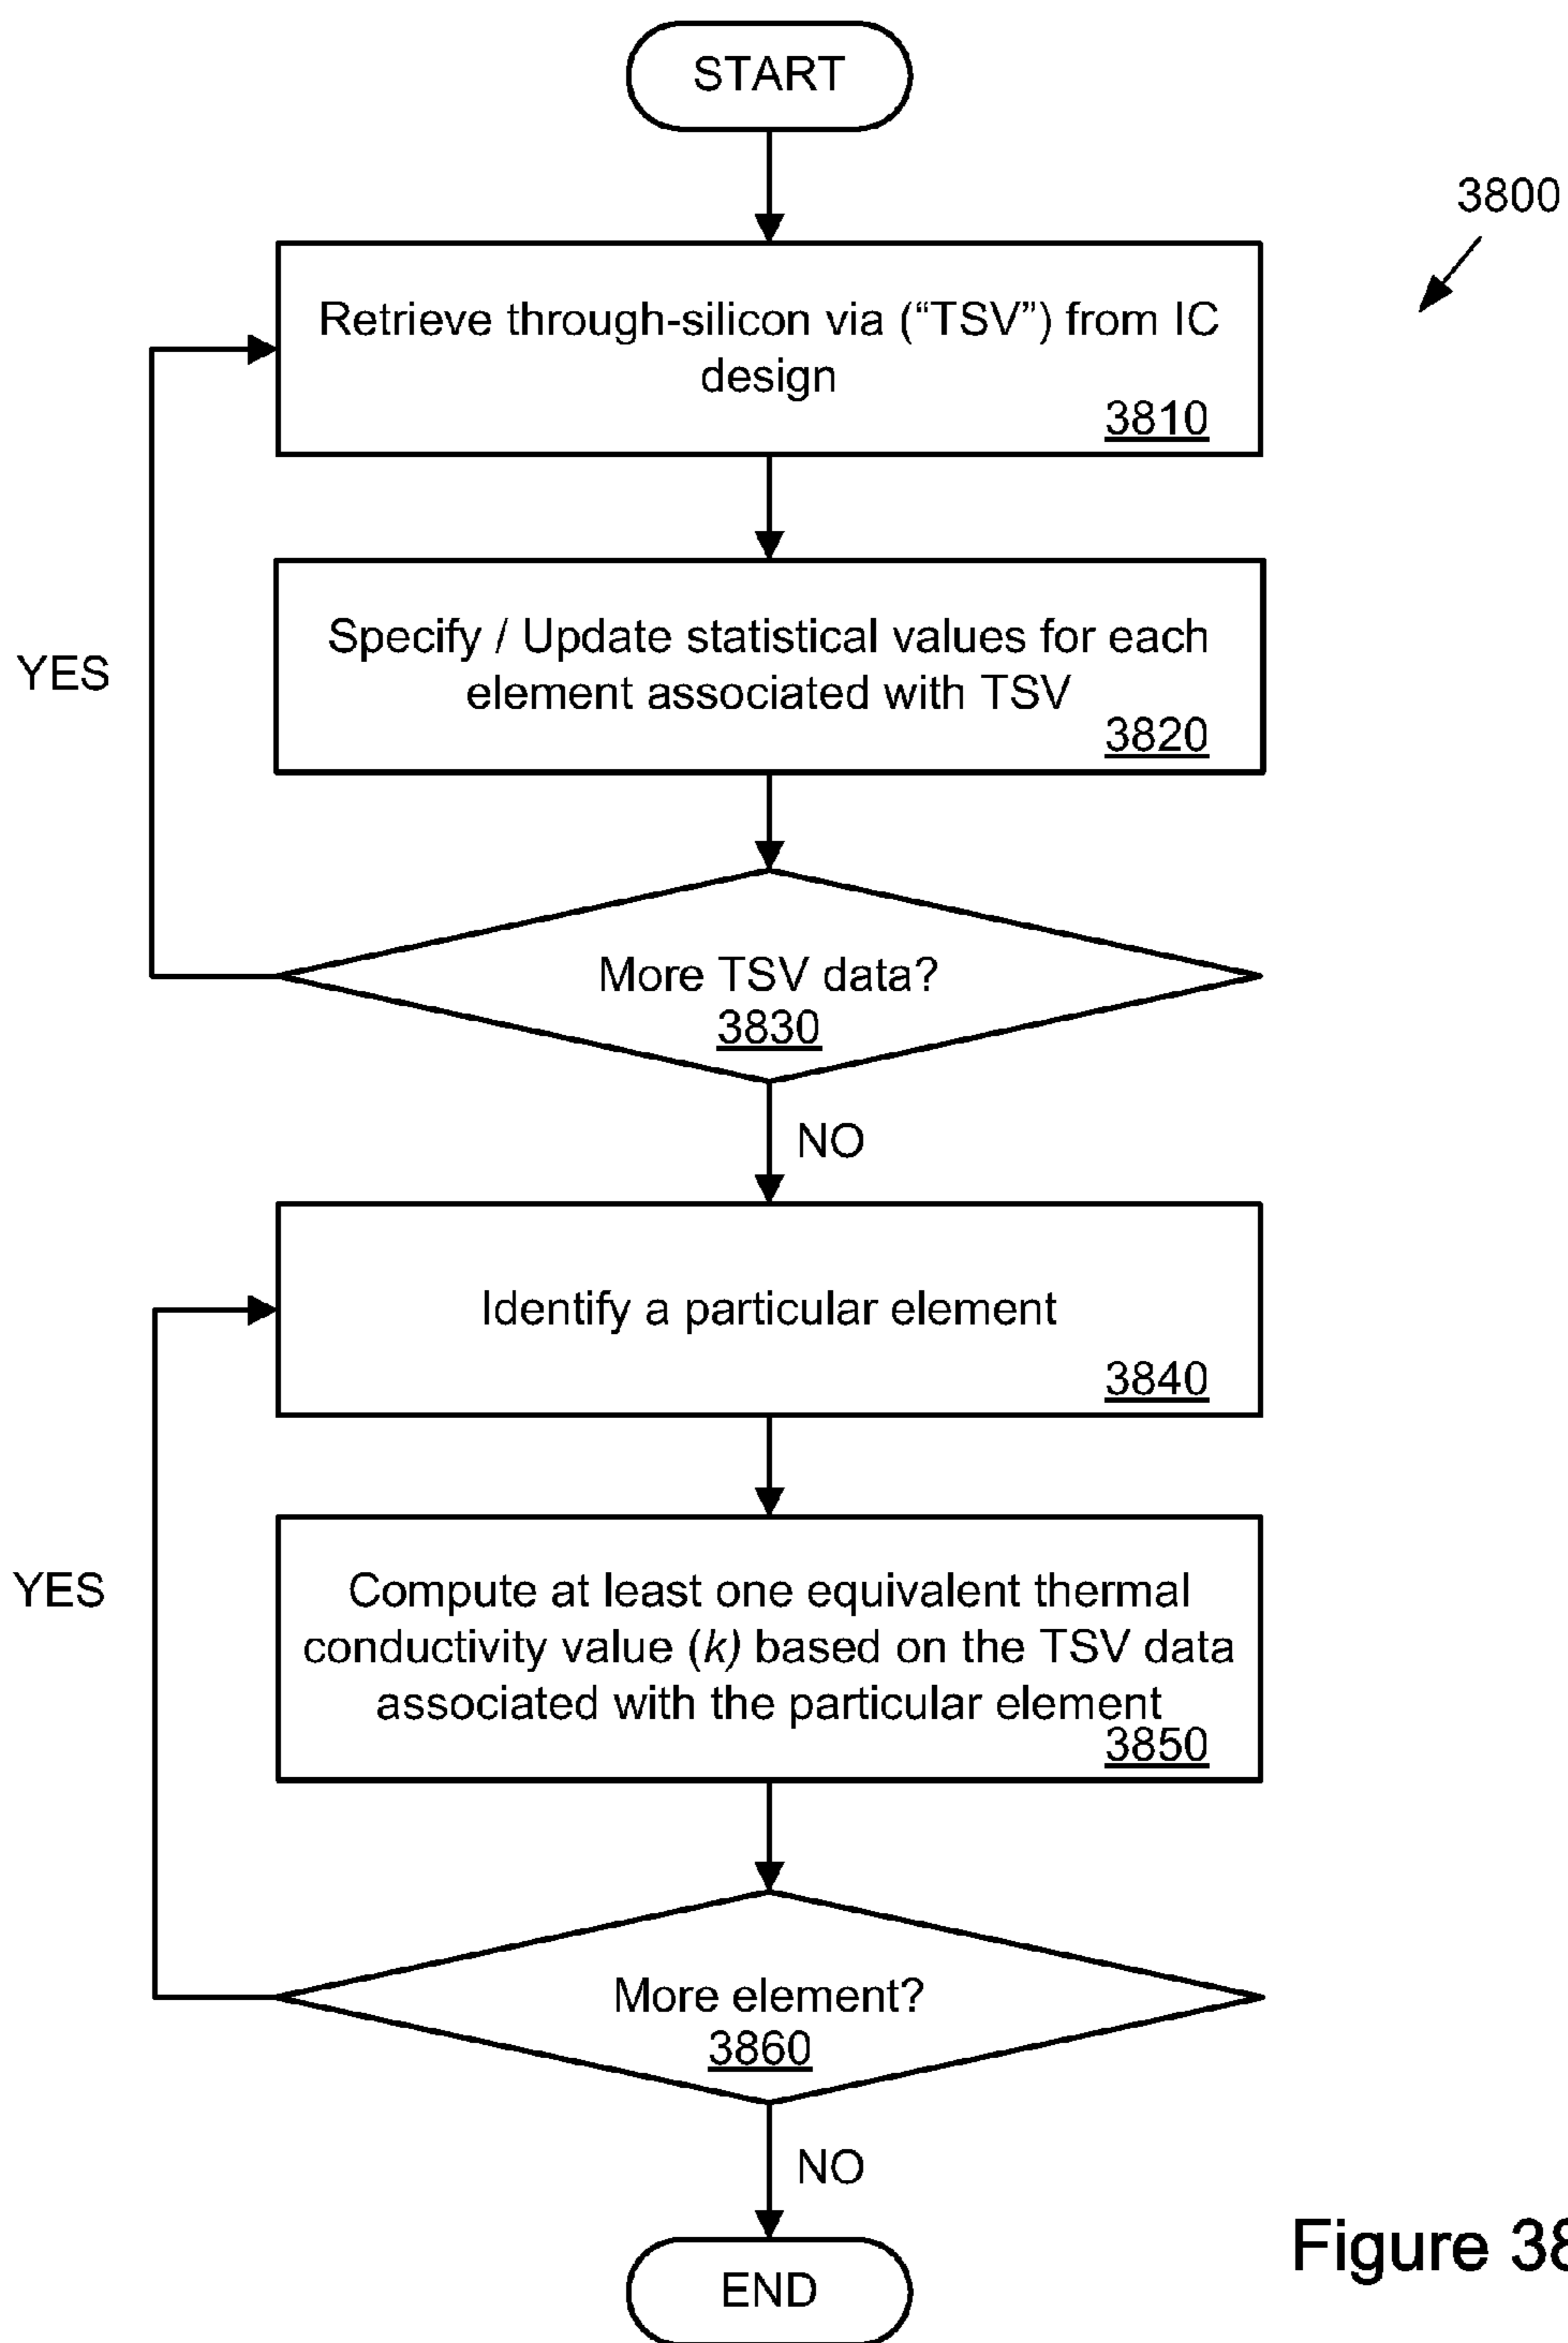 START
3800
Retrieve through-silicon via (“TSV”) from IC
design
3810
Specify / Update statistical values for each
element associated with TSV
3820
YES
More TSV data?
3830
NO
Identify a particular element
3840
YES
Compute at least one equivalent thermal
conductivity value (k) based on the TSV data
associated with the particular element
3850
More element?
3860
NO
END
Figure 38